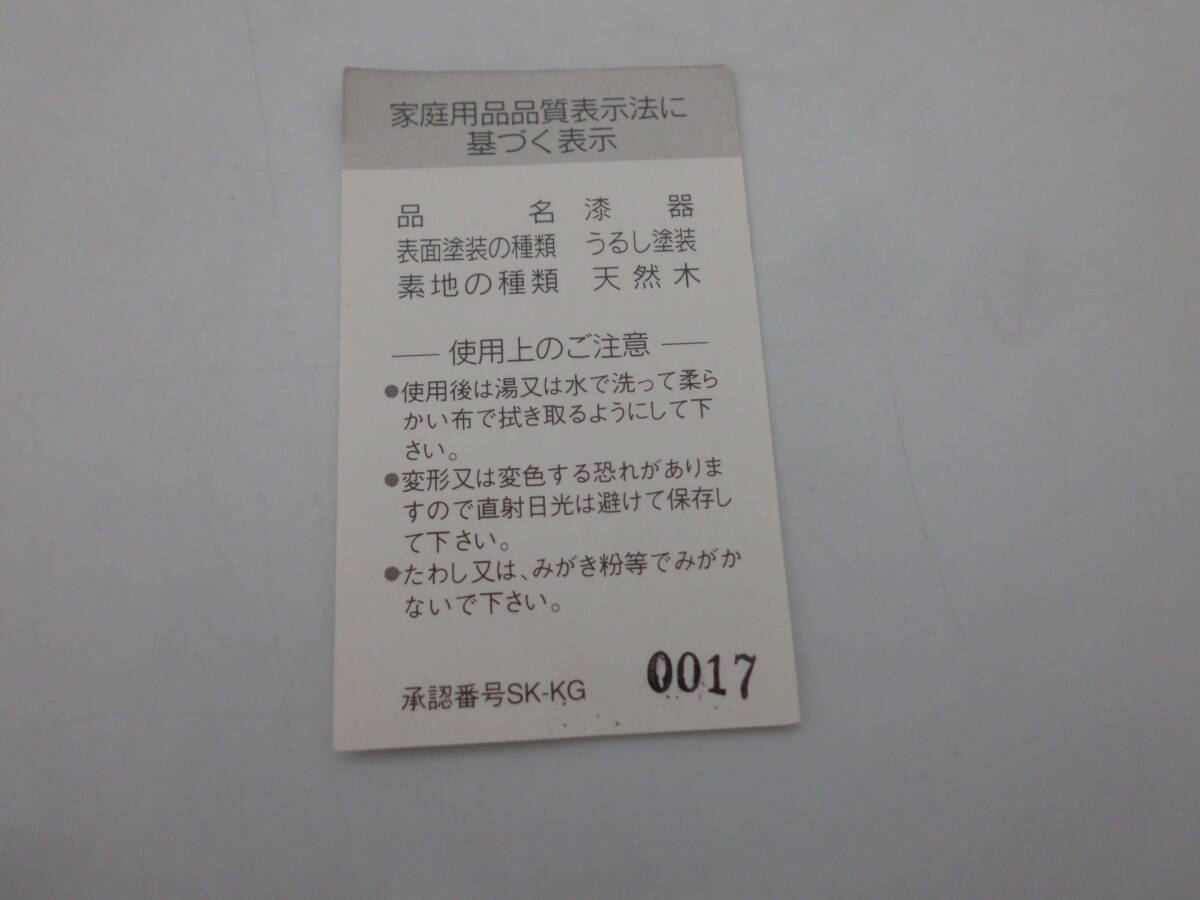 家庭用品品質表示法に
基づく表示
品名 漆器
表面塗装の種類 うるし塗装
素地の種類 天然木
― 使用上のご注意 ―
●使用後は湯又は水で洗って柔ら
かい布で拭き取るようにして下
さい。
●変形又は変色する恐れがありま
すので直射日光は避けて保存し
て下さい。
●たわし又は、みがき粉等でみがか
ないで下さい。
承認番号SK-KG 0017